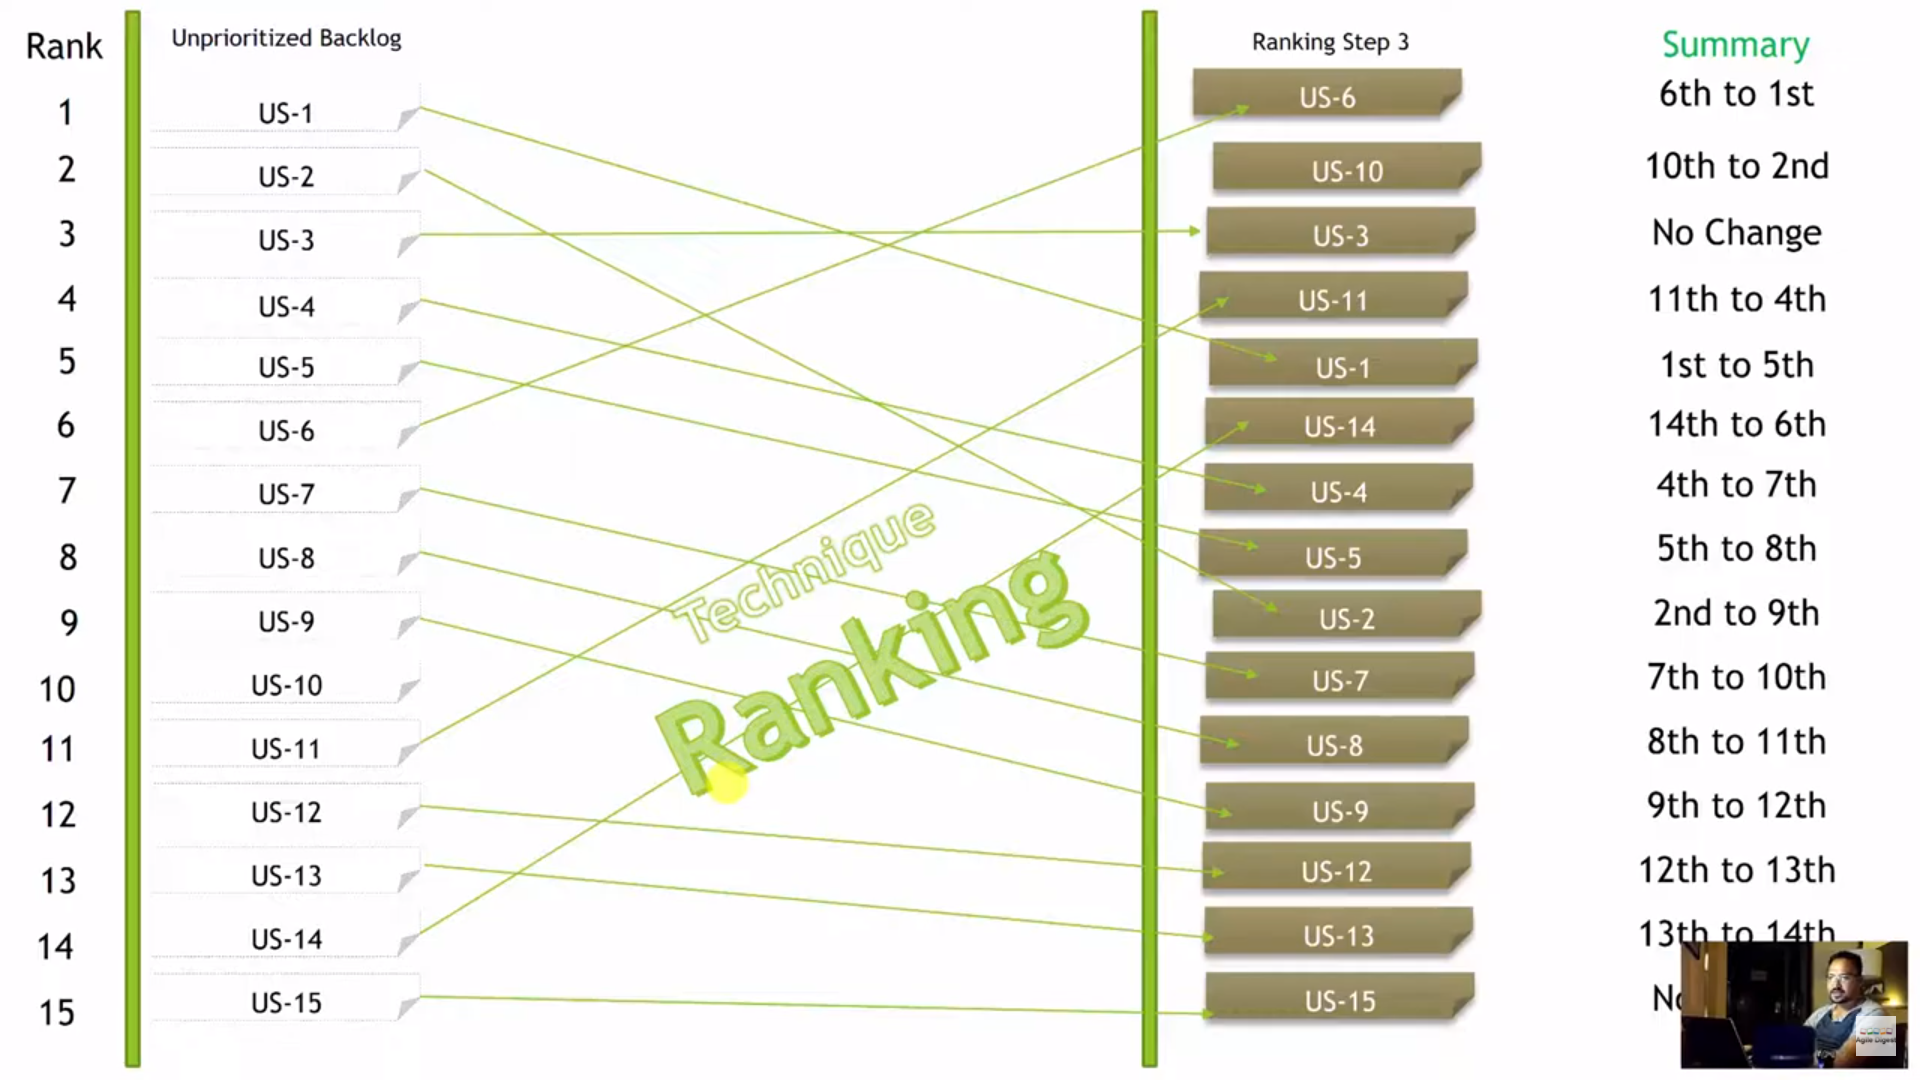 Rank
Unprioritized Backlog
Ranking Step 3
Summary
1
US-1
US-6
6th to 1st
2
US-2
US-10
10th to 2nd
3
US-3
US-3
No Change
4
US-4
US-11
11th to 4th
5
US-5
US-1
1st to 5th
6
US-6
US-14
14th to 6th
7
US-7
US-4
4th to 7th
8
US-8
US-5
5th to 8th
9
US-9
US-2
2nd to 9th
10
US-10
US-7
7th to 10th
11
US-11
US-8
8th to 11th
12
US-12
US-9
9th to 12th
13
US-13
US-12
12th to 13th
14
US-14
US-13
13th to 14th
15
US-15
US-15
Technique
Ranking
Agile Digest